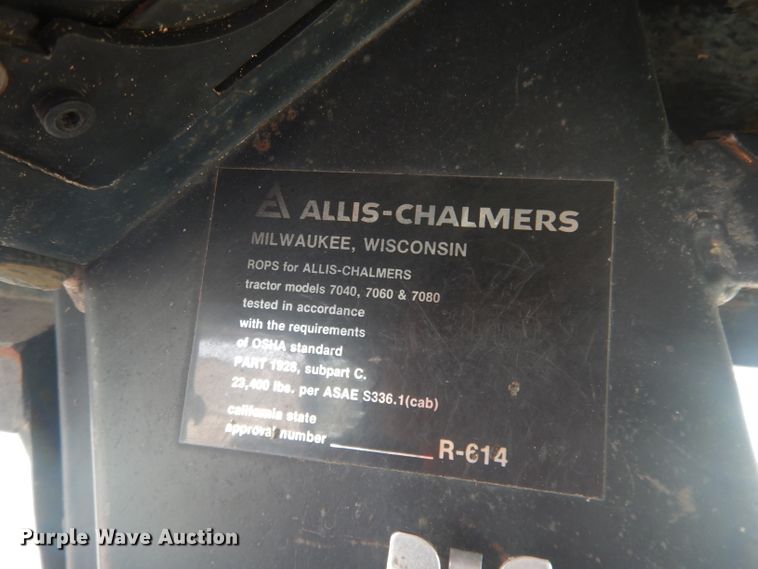 ALLIS-CHALMERS
MILWAUKEE, WISCONSIN
ROPS for ALLIS-CHALMERS
tractor models 7040, 7060 & 7080
tested in accordance
with the requirements
of OSHA standard
PART 1928, subpart C.
23,400 lbs. per ASAE S336.1(cab)
california state
approval number R-614
Purple Wave Auction